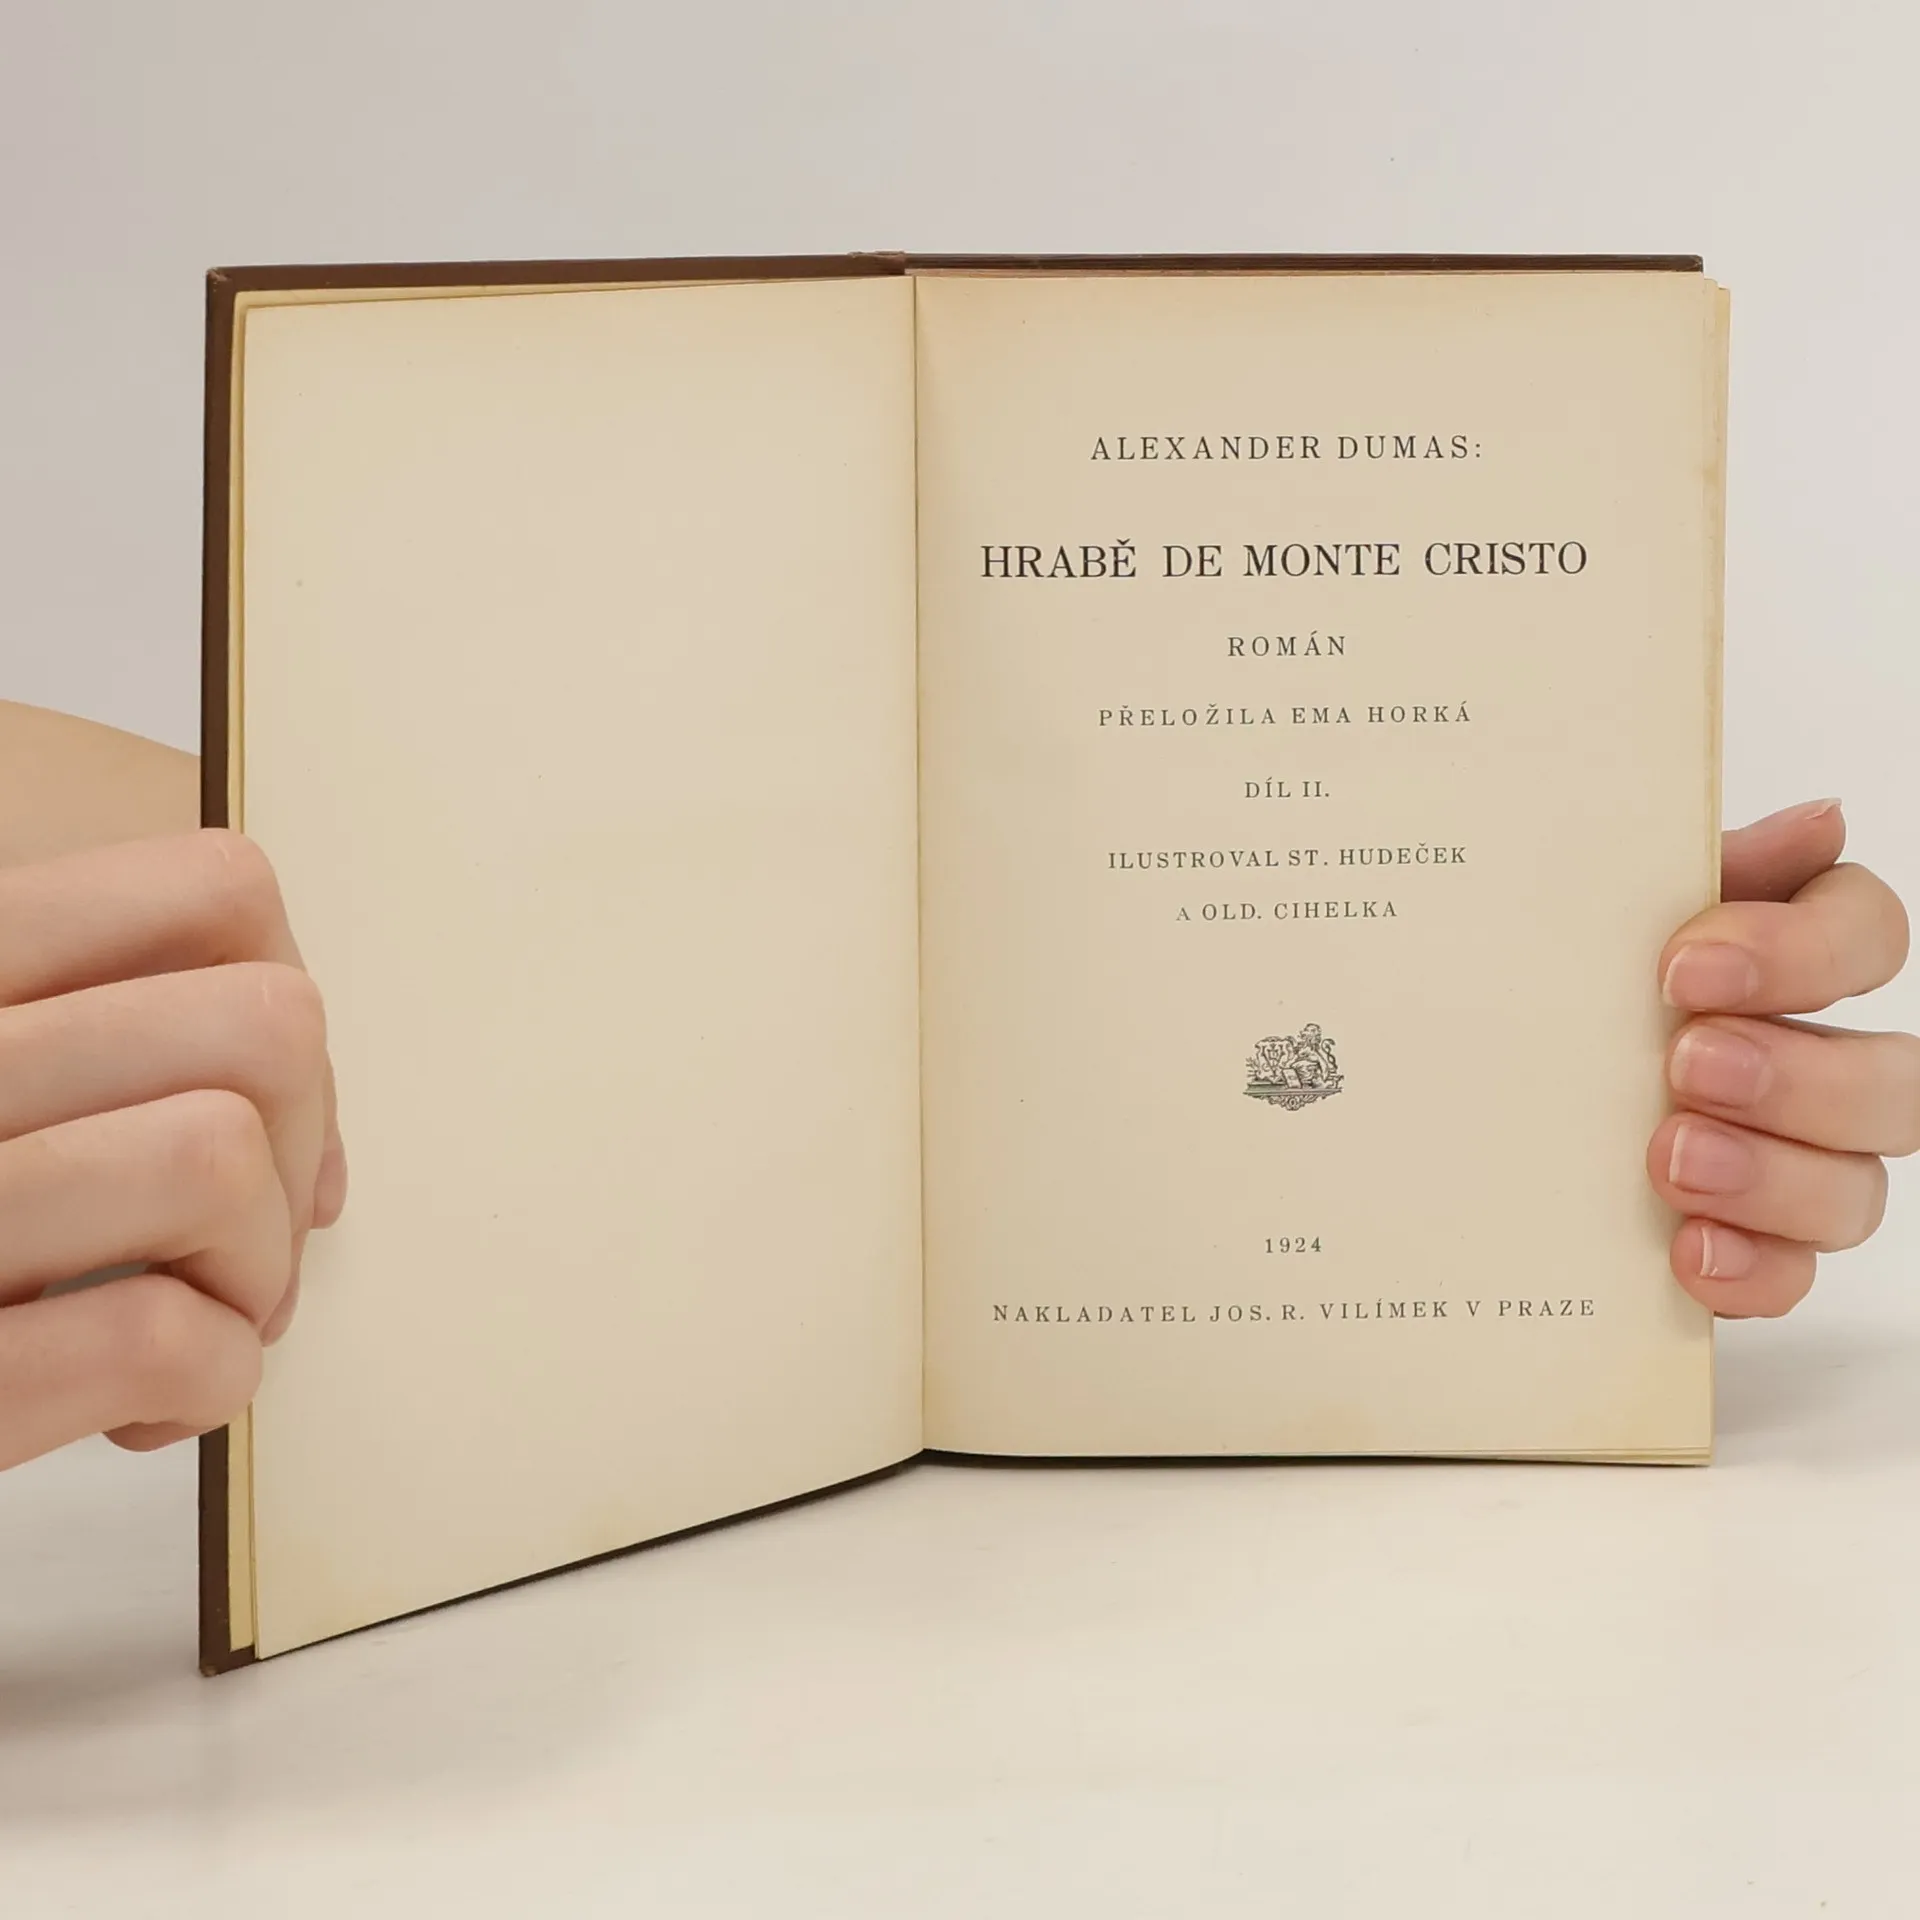 ALEXANDER DUMAS:
HRABĚ DE MONTE CRISTO
ROMÁN
PŘELOŽILA EMA HORKÁ
DÍL II.
ILUSTROVAL ST. HUDEČEK
A OLD. CIHELKA
1924
NAKLADATEL JOS. R. VILÍMEK V PRAZE